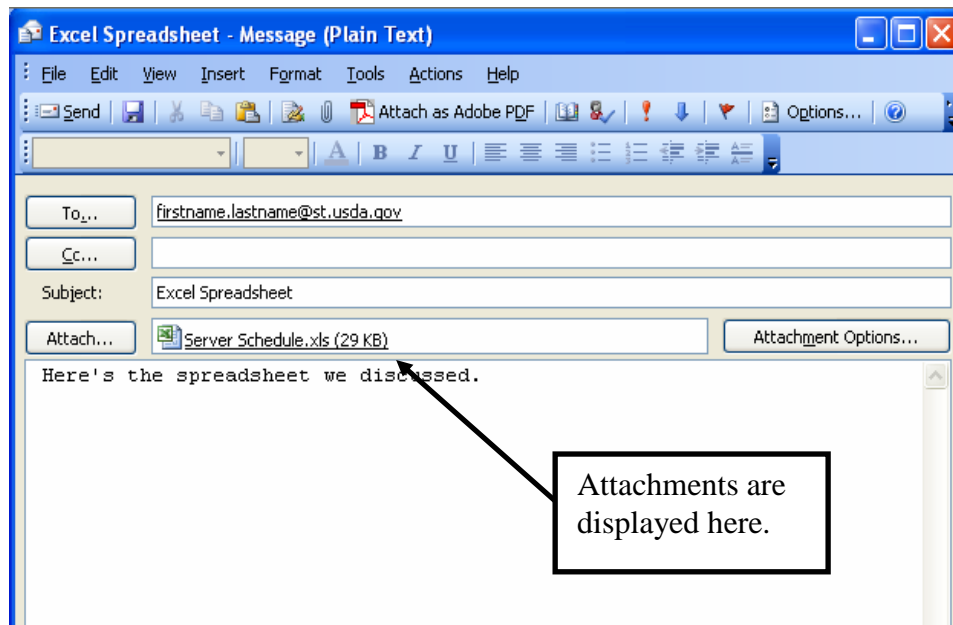 Excel Spreadsheet - Message (Plain Text)
File Edit View Insert Format Tools Actions Help
Send Attach as Adobe PDF Options...
A B I U
To... firstname.lastname@st.usda.gov
Cc...
Subject: Excel Spreadsheet
Attach... Server Schedule.xls (29 KB) Attachment Options...
Here's the spreadsheet we discussed.
Attachments are
displayed here.